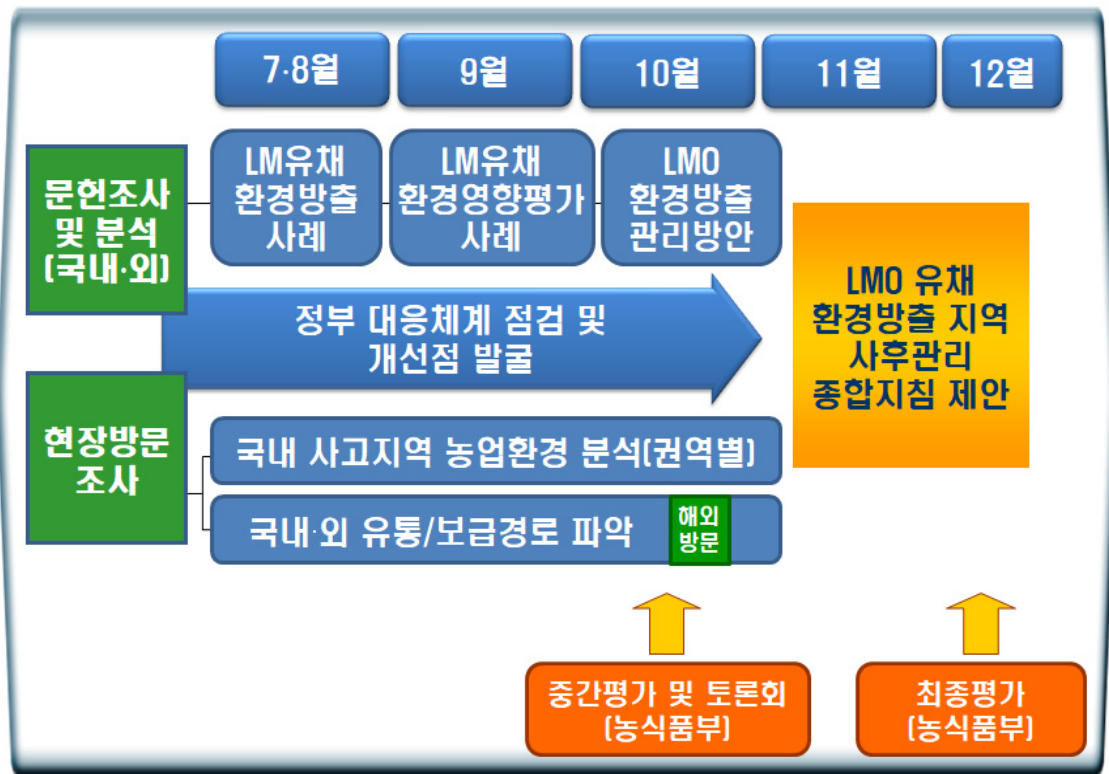 7·8월 9월 10월 11월 12월
문헌조사
및 분석
(국내·외)
LM유채
환경방출
사례
LM유채
환경영향평가
사례
LMO
환경방출
관리방안
정부 대응체계 점검 및
개선점 발굴
LMO 유채
환경방출 지역
사후관리
종합지침 제안
현장방문
조사
국내 사고지역 농업환경 분석(권역별)
국내·외 유통/보급경로 파악
해외
방문
중간평가 및 토론회
(농식품부)
최종평가
(농식품부)